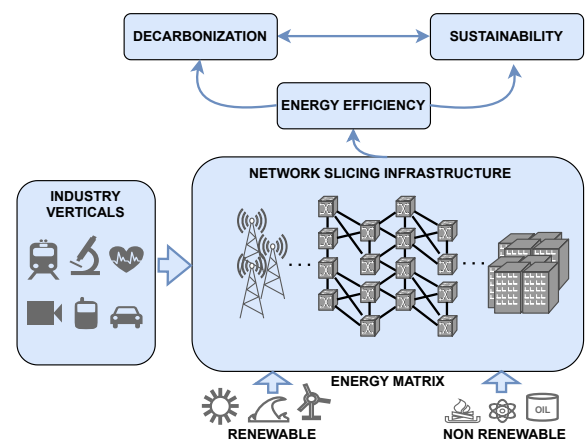 DECARBONIZATION
SUSTAINABILITY
ENERGY EFFICIENCY
NETWORK SLICING INFRASTRUCTURE
INDUSTRY
VERTICALS
ENERGY MATRIX
OIL
RENEWABLE
NON RENEWABLE